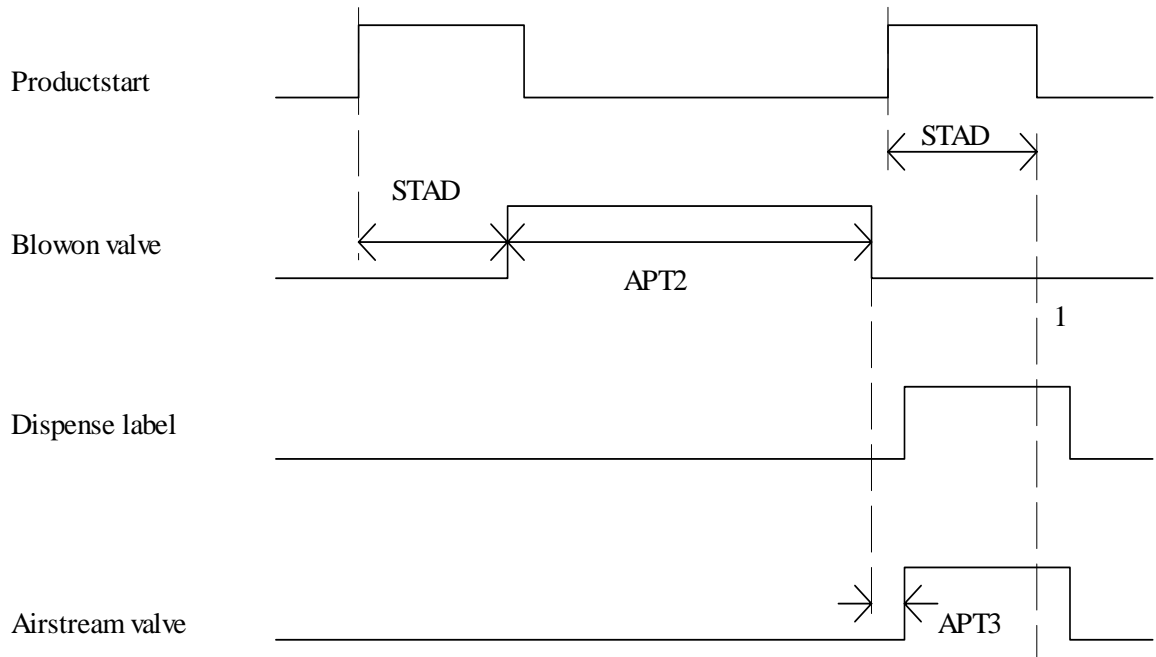 Productstart
STAD
STAD
Blowon valve
APT2
1
Dispense label
Airstream valve
APT3